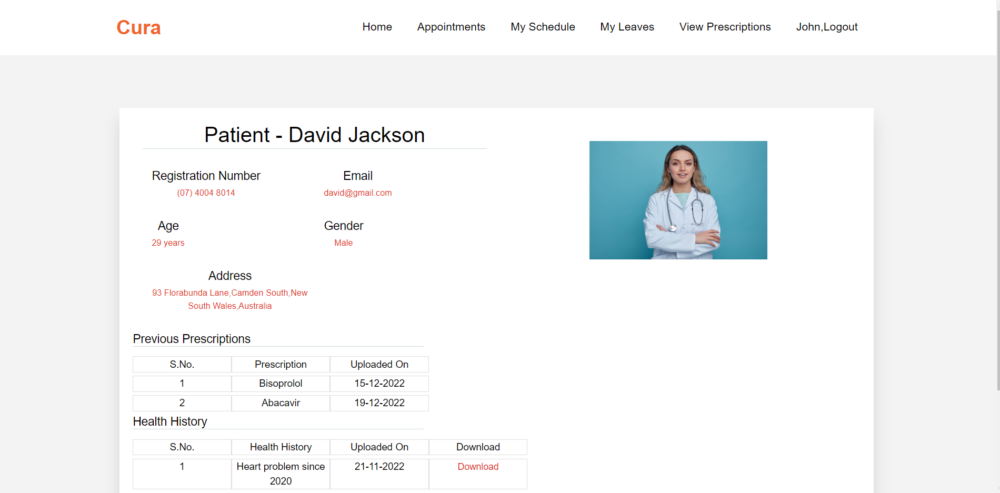 Cura
Home Appointments My Schedule My Leaves View Prescriptions John,Logout
Patient - David Jackson
Registration Number Email
(07) 4004 8014 david@gmail.com
Age Gender
29 years Male
Address
93 Florabunda Lane,Camden South,New
South Wales,Australia
Previous Prescriptions
S.No. Prescription Uploaded On
1 Bisoprolol 15-12-2022
2 Abacavir 19-12-2022
Health History
S.No. Health History Uploaded On Download
1 Heart problem since 21-11-2022 Download
2020